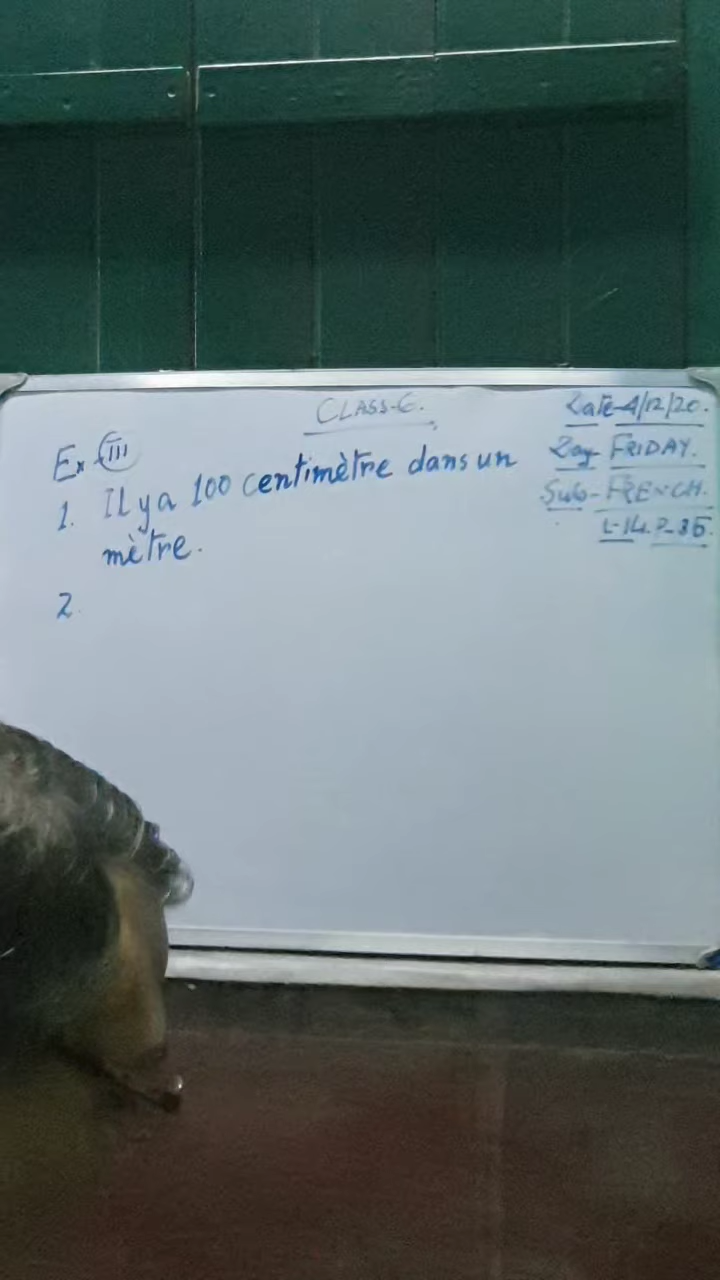 CLASS-6.
Date-4/12/20.
Day- FRIDAY.
Sub-FRENCH.
L-14. P-86.
Ex-III
1. Il y a 100 centimètre dans un
mètre.
2.